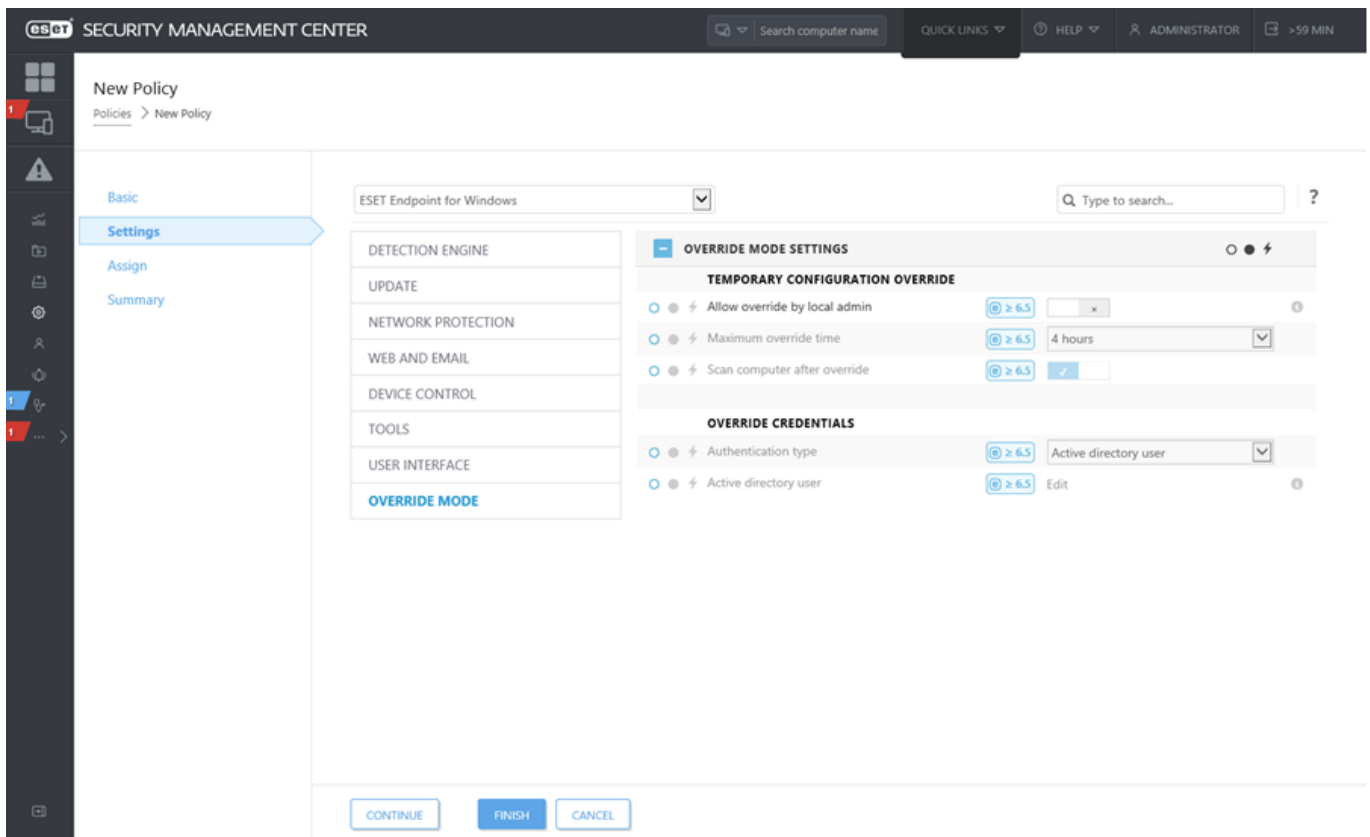 eset SECURITY MANAGEMENT CENTER
Search computer name
QUICK LINKS
HELP
ADMINISTRATOR
>59 MIN
New Policy
Policies > New Policy
1
1
1
...
Basic
Settings
Assign
Summary
ESET Endpoint for Windows
Type to search...
?
DETECTION ENGINE
UPDATE
NETWORK PROTECTION
WEB AND EMAIL
DEVICE CONTROL
TOOLS
USER INTERFACE
OVERRIDE MODE
OVERRIDE MODE SETTINGS
TEMPORARY CONFIGURATION OVERRIDE
Allow override by local admin ≥ 6.5
Maximum override time ≥ 6.5 4 hours
Scan computer after override ≥ 6.5
OVERRIDE CREDENTIALS
Authentication type ≥ 6.5 Active directory user
Active directory user ≥ 6.5 Edit
CONTINUE
FINISH
CANCEL